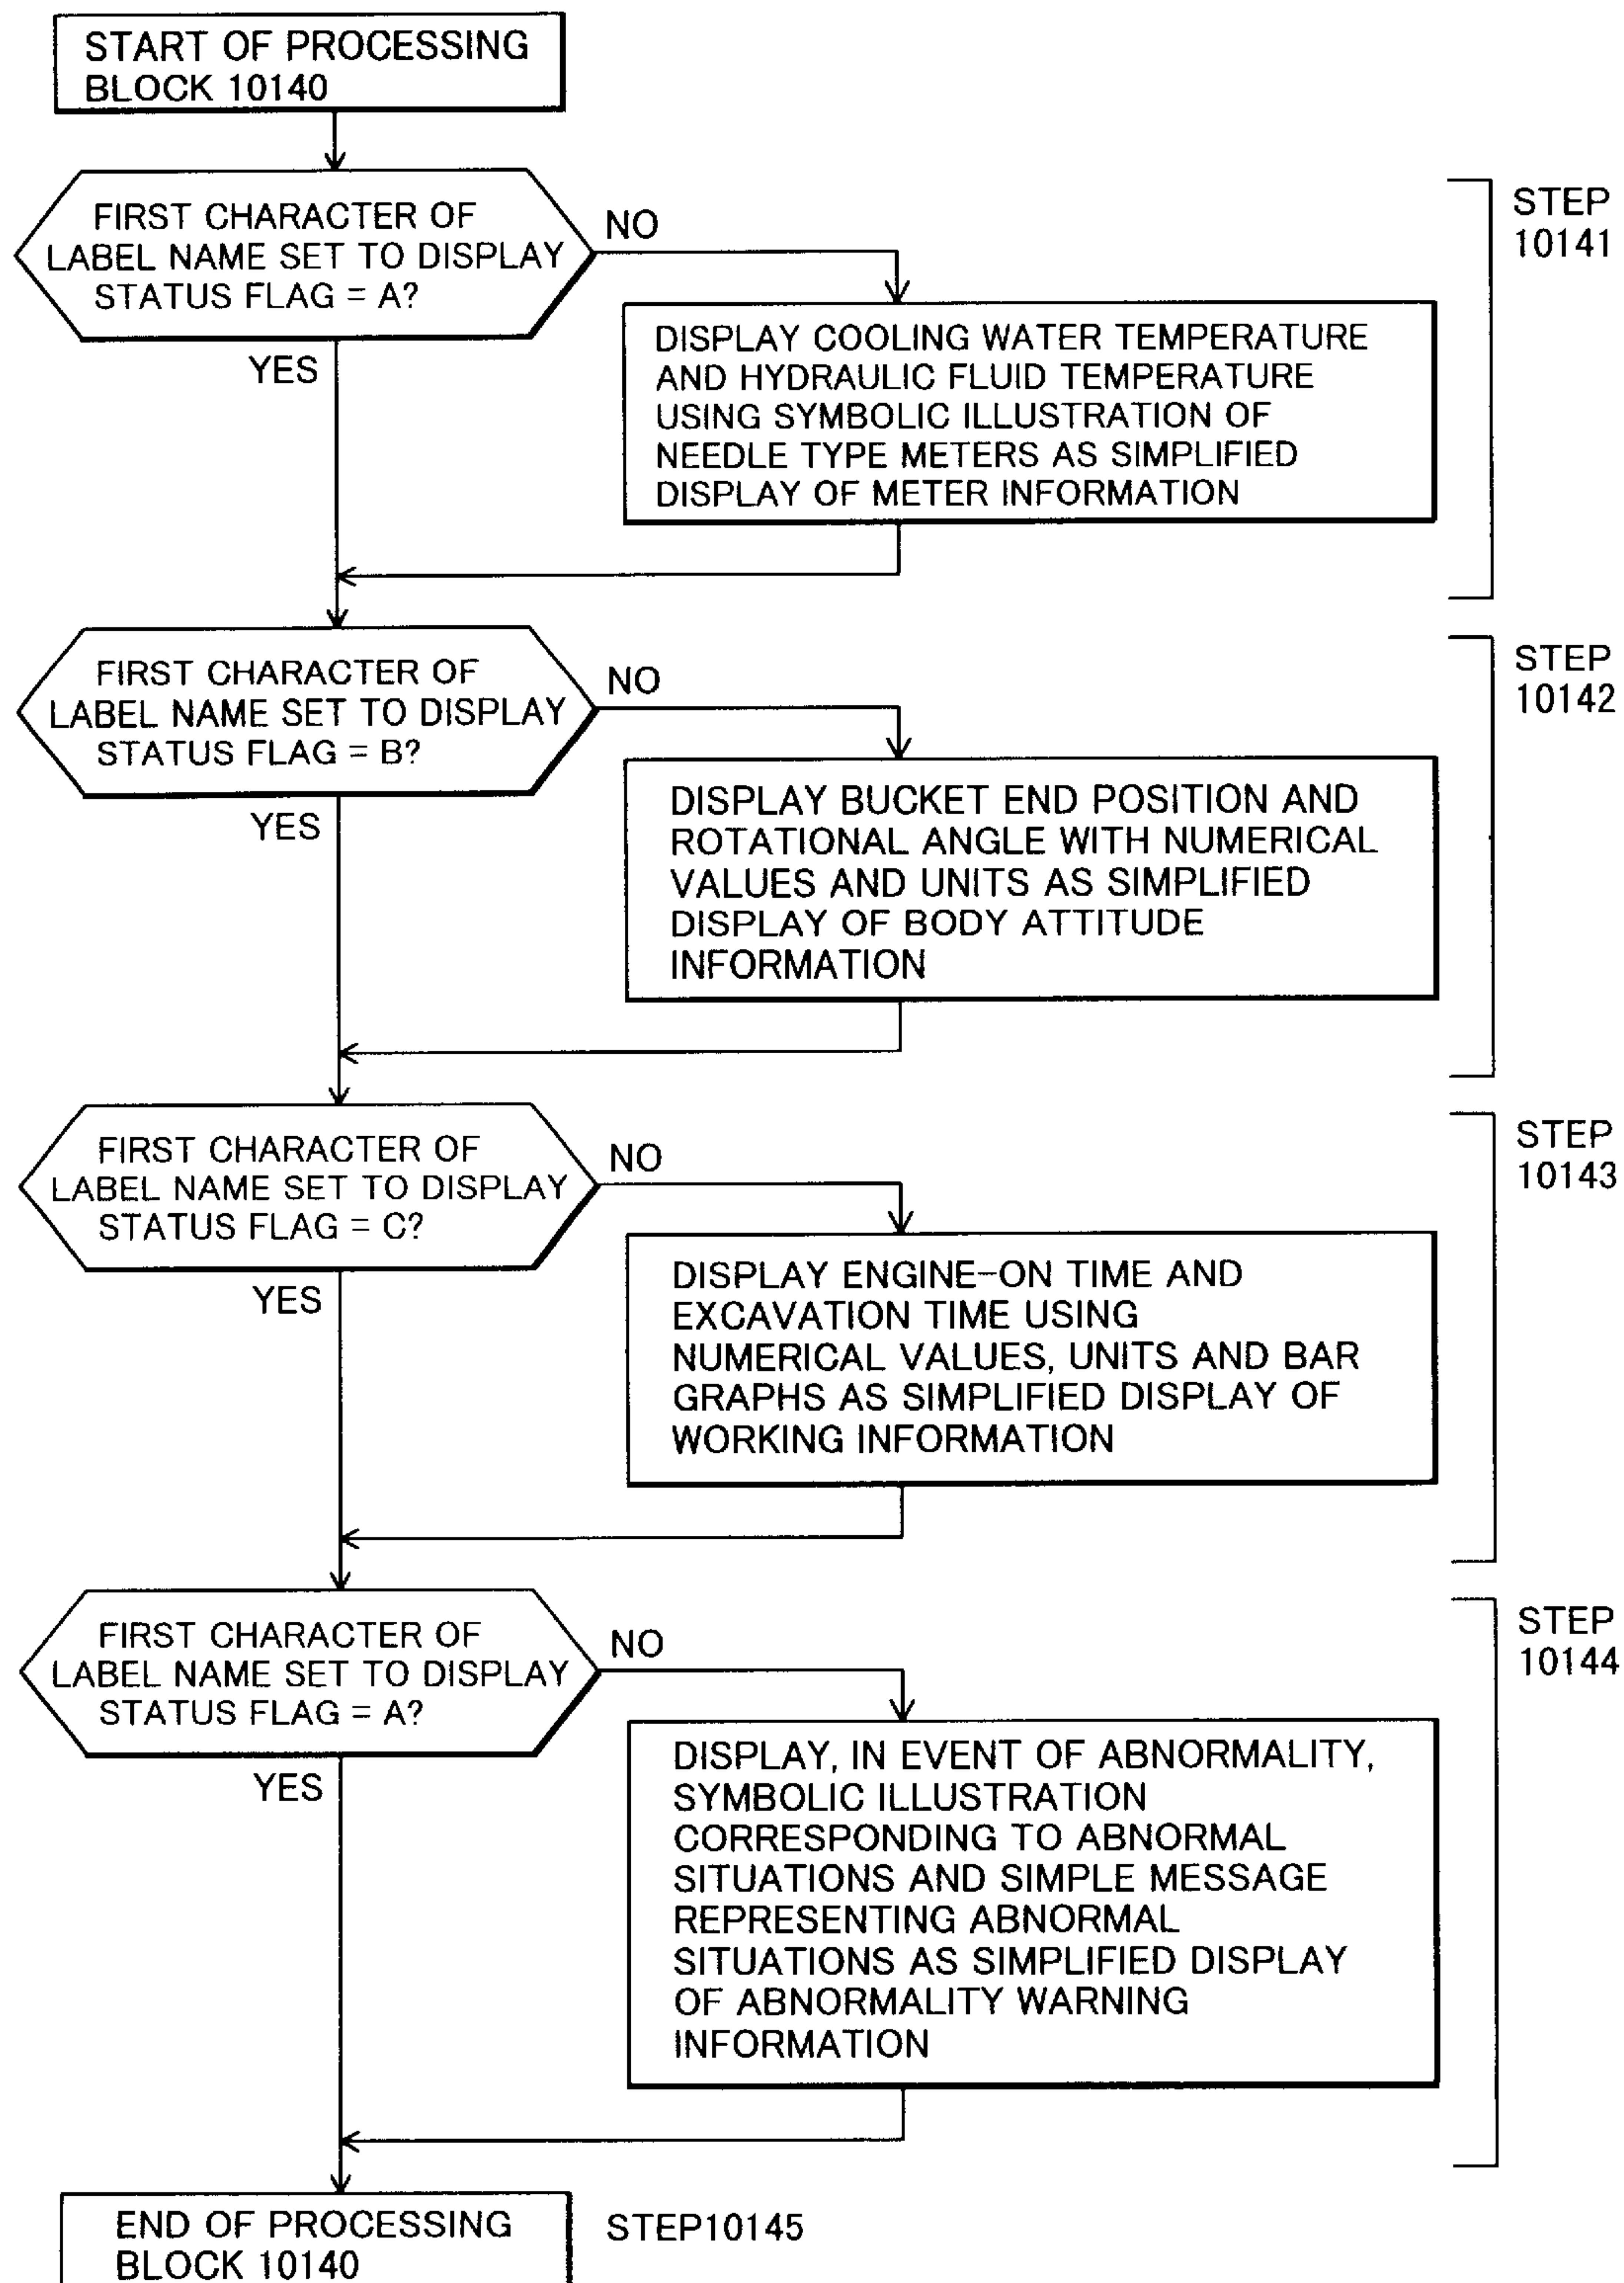 START OF PROCESSING
BLOCK 10140
FIRST CHARACTER OF
LABEL NAME SET TO DISPLAY
STATUS FLAG = A?
NO
YES
DISPLAY COOLING WATER TEMPERATURE
AND HYDRAULIC FLUID TEMPERATURE
USING SYMBOLIC ILLUSTRATION OF
NEEDLE TYPE METERS AS SIMPLIFIED
DISPLAY OF METER INFORMATION
STEP
10141
FIRST CHARACTER OF
LABEL NAME SET TO DISPLAY
STATUS FLAG = B?
NO
YES
DISPLAY BUCKET END POSITION AND
ROTATIONAL ANGLE WITH NUMERICAL
VALUES AND UNITS AS SIMPLIFIED
DISPLAY OF BODY ATTITUDE
INFORMATION
STEP
10142
FIRST CHARACTER OF
LABEL NAME SET TO DISPLAY
STATUS FLAG = C?
NO
YES
DISPLAY ENGINE-ON TIME AND
EXCAVATION TIME USING
NUMERICAL VALUES, UNITS AND BAR
GRAPHS AS SIMPLIFIED DISPLAY OF
WORKING INFORMATION
STEP
10143
FIRST CHARACTER OF
LABEL NAME SET TO DISPLAY
STATUS FLAG = A?
NO
YES
DISPLAY, IN EVENT OF ABNORMALITY,
SYMBOLIC ILLUSTRATION
CORRESPONDING TO ABNORMAL
SITUATIONS AND SIMPLE MESSAGE
REPRESENTING ABNORMAL
SITUATIONS AS SIMPLIFIED DISPLAY
OF ABNORMALITY WARNING
INFORMATION
STEP
10144
END OF PROCESSING
BLOCK 10140
STEP10145